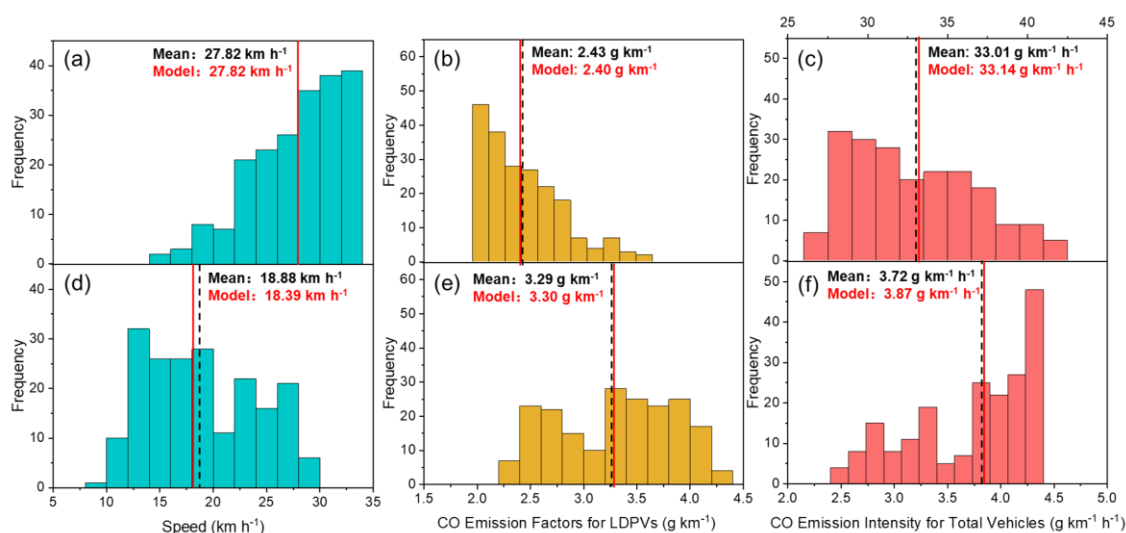 25 30 35 40 45
(a)
Mean：27.82 km h⁻¹
Model：27.82 km h⁻¹
(b)
Mean: 2.43 g km⁻¹
Model: 2.40 g km⁻¹
(c)
Mean: 33.01 g km⁻¹ h⁻¹
Model: 33.14 g km⁻¹ h⁻¹
Frequency
0 10 20 30 40
Frequency
0 10 20 30 40 50 60
Frequency
0 10 20 30 40 50
(d)
Mean：18.88 km h⁻¹
Model：18.39 km h⁻¹
(e)
Mean：3.29 g km⁻¹
Model：3.30 g km⁻¹
(f)
Mean：3.72 g km⁻¹ h⁻¹
Model：3.87 g km⁻¹ h⁻¹
Frequency
0 10 20 30 40
Frequency
0 10 20 30 40 50 60
Frequency
0 10 20 30 40 50
5 10 15 20 25 30 35
1.5 2.0 2.5 3.0 3.5 4.0 4.5
2.0 2.5 3.0 3.5 4.0 4.5 5.0
Speed (km h⁻¹)
CO Emission Factors for LDPVs (g km⁻¹)
CO Emission Intensity for Total Vehicles (g km⁻¹ h⁻¹)